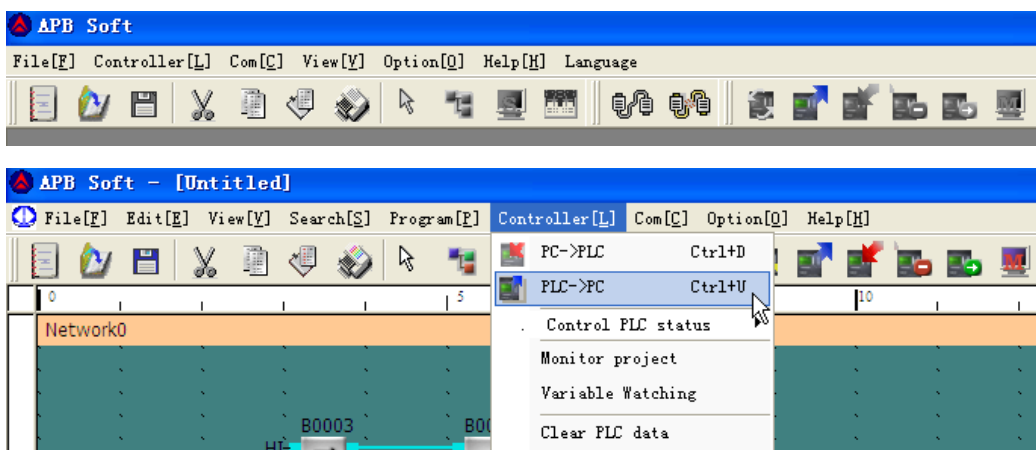 APB Soft
File[F] Controller[L] Com[C] View[V] Option[O] Help[H] Language
APB Soft - [Untitled]
File[F] Edit[E] View[V] Search[S] Program[P] Controller[L] Com[C] Option[O] Help[H]
PC->PLC Ctrl+D
PLC->PC Ctrl+U
0 5 10
Network0
Control PLC status
Monitor project
Variable Watching
B0003 B00
Clear PLC data
HI